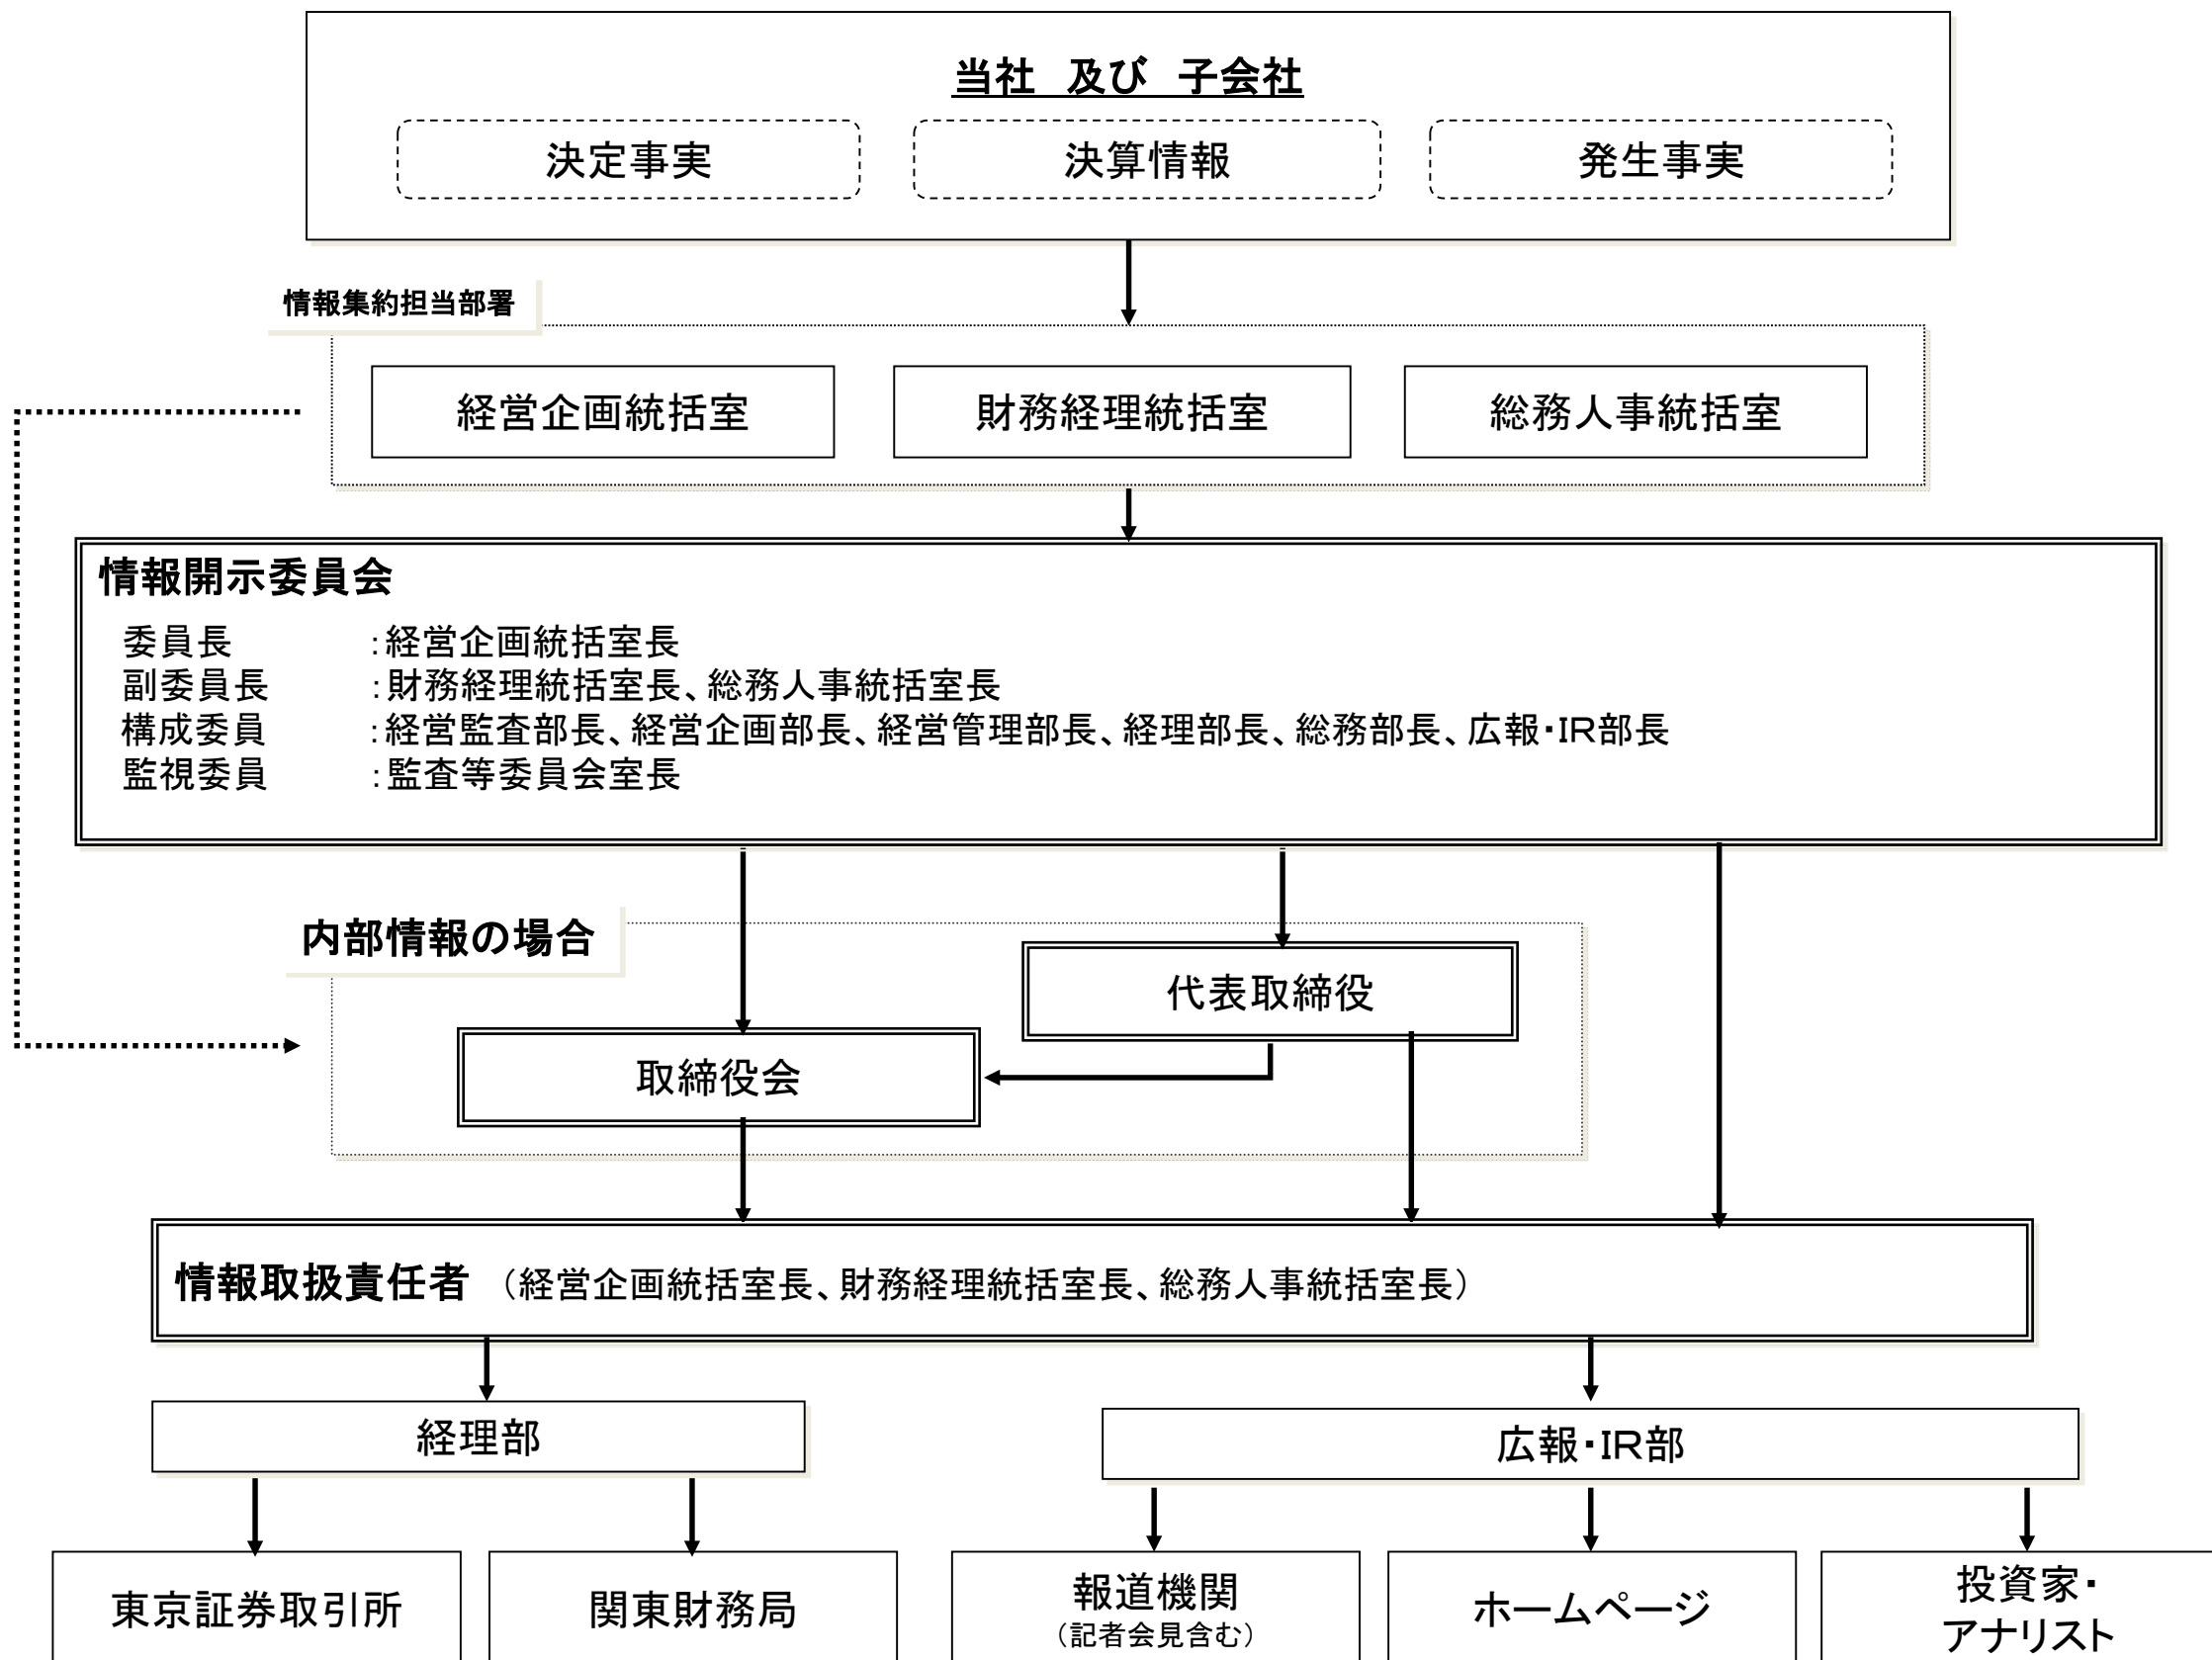 当社　及び　子会社
決定事実
決算情報
発生事実
情報集約担当部署
経営企画統括室
財務経理統括室
総務人事統括室
情報開示委員会
委員長　：経営企画統括室長
副委員長　：財務経理統括室長、総務人事統括室長
構成委員　：経営監査部長、経営企画部長、経営管理部長、経理部長、総務部長、広報・IR部長
監視委員　：監査等委員会室長
内部情報の場合
代表取締役
取締役会
情報取扱責任者　（経営企画統括室長、財務経理統括室長、総務人事統括室長）
経理部
広報・IR部
東京証券取引所
関東財務局
報道機関
（記者会見含む）
ホームページ
投資家・
アナリスト